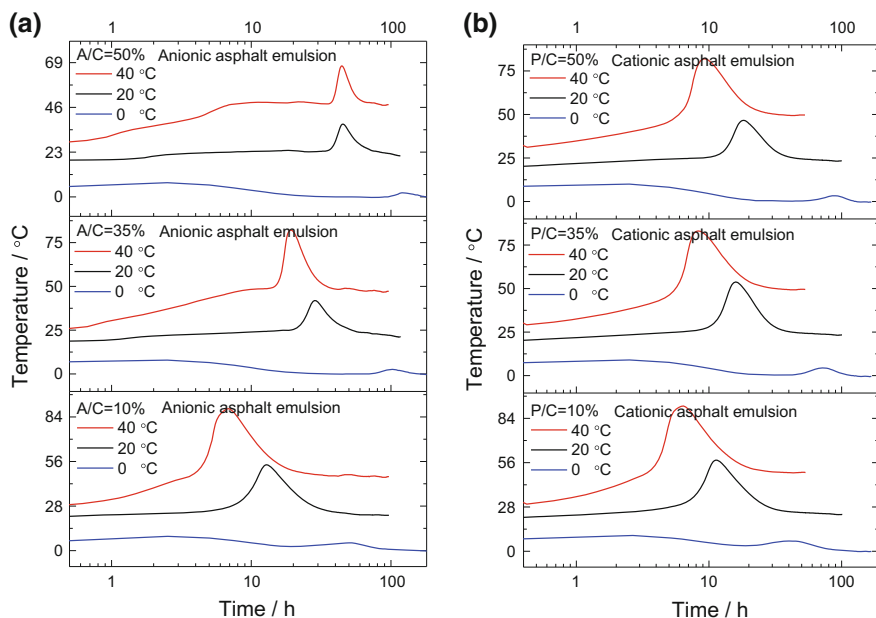 (a)
1 10 100
A/C=50% Anionic asphalt emulsion
40 °C
20 °C
0 °C
69
46
23
0
A/C=35% Anionic asphalt emulsion
40 °C
20 °C
0 °C
75
50
25
0
A/C=10% Anionic asphalt emulsion
40 °C
20 °C
0 °C
84
56
28
0
1 10 100
Temperature / °C
Time / h
(b)
1 10 100
P/C=50% Cationic asphalt emulsion
40 °C
20 °C
0 °C
75
50
25
0
P/C=35% Cationic asphalt emulsion
40 °C
20 °C
0 °C
75
50
25
0
P/C=10% Cationic asphalt emulsion
40 °C
20 °C
0 °C
84
56
28
0
1 10 100
Temperature / °C
Time / h